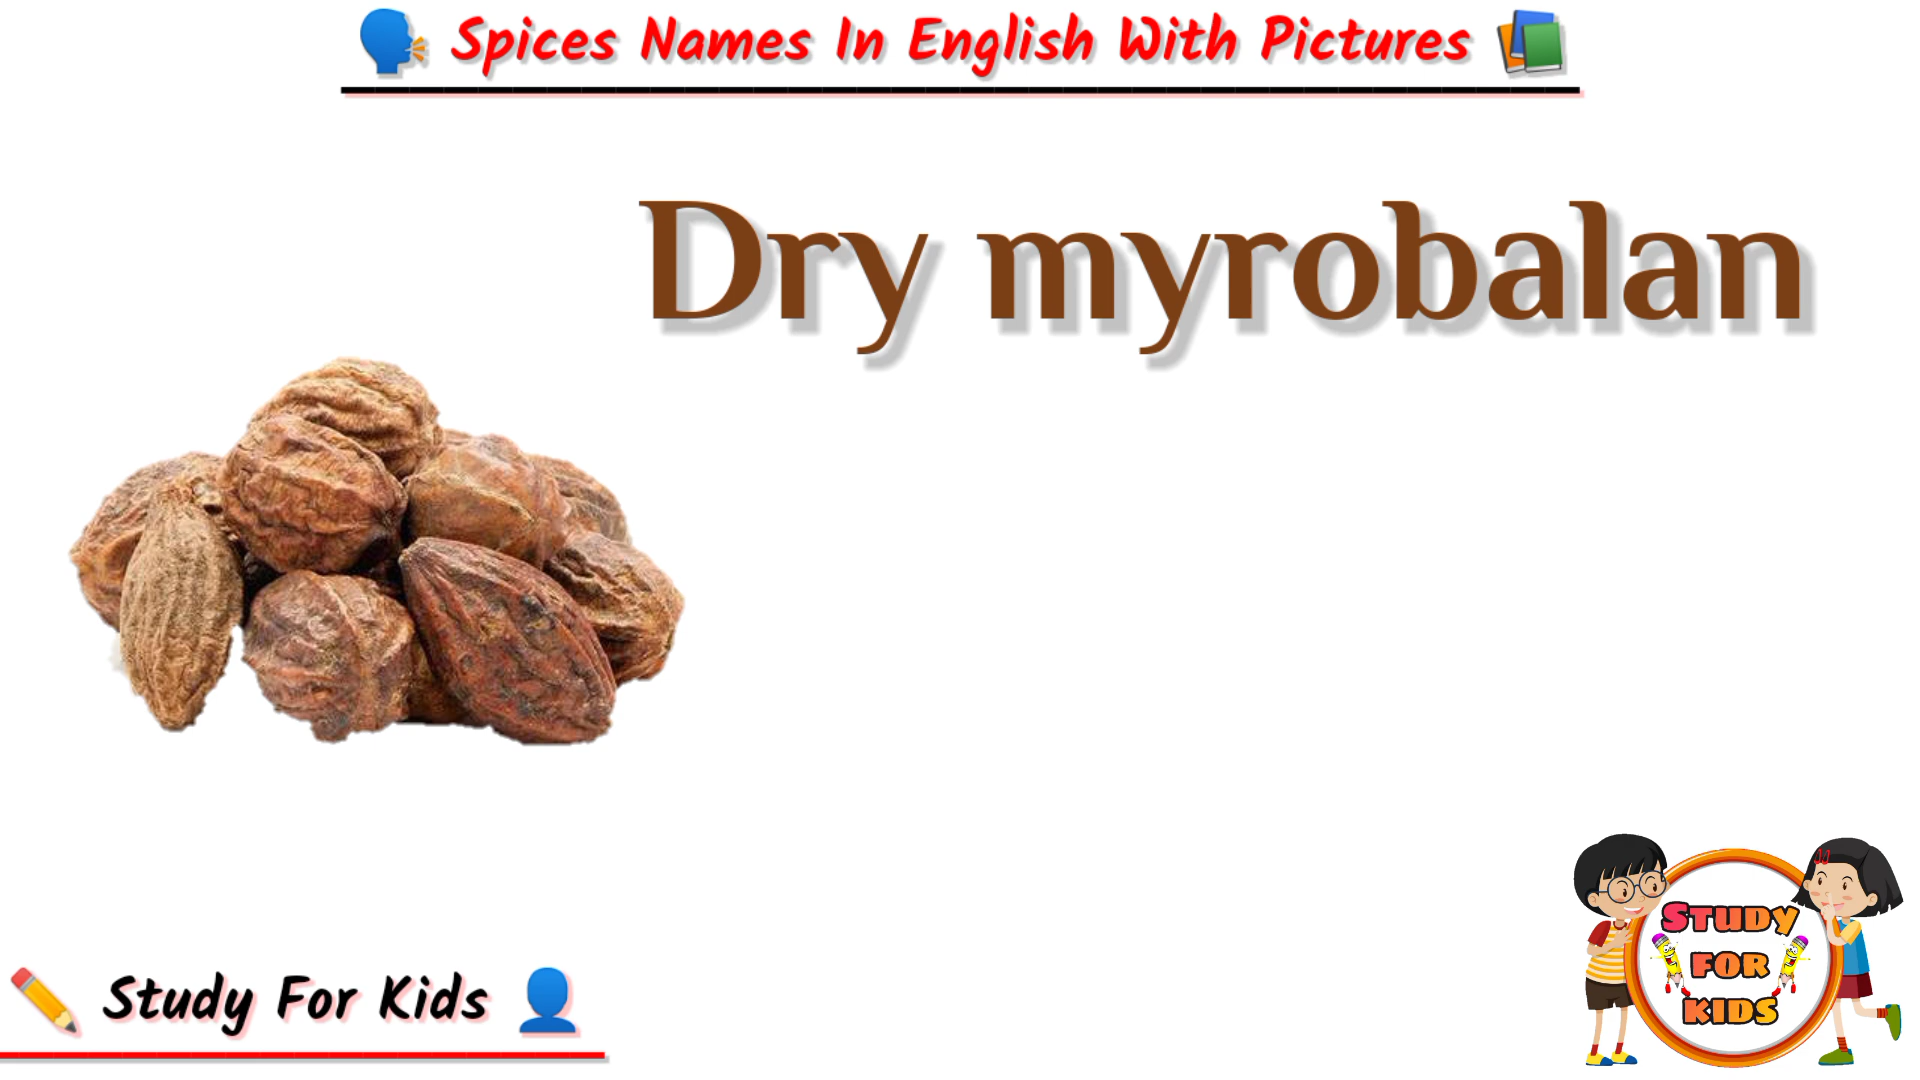 Spices Names In English With Pictures
Dry myrobalan
Study For Kids
STUDY
FOR
KIDS